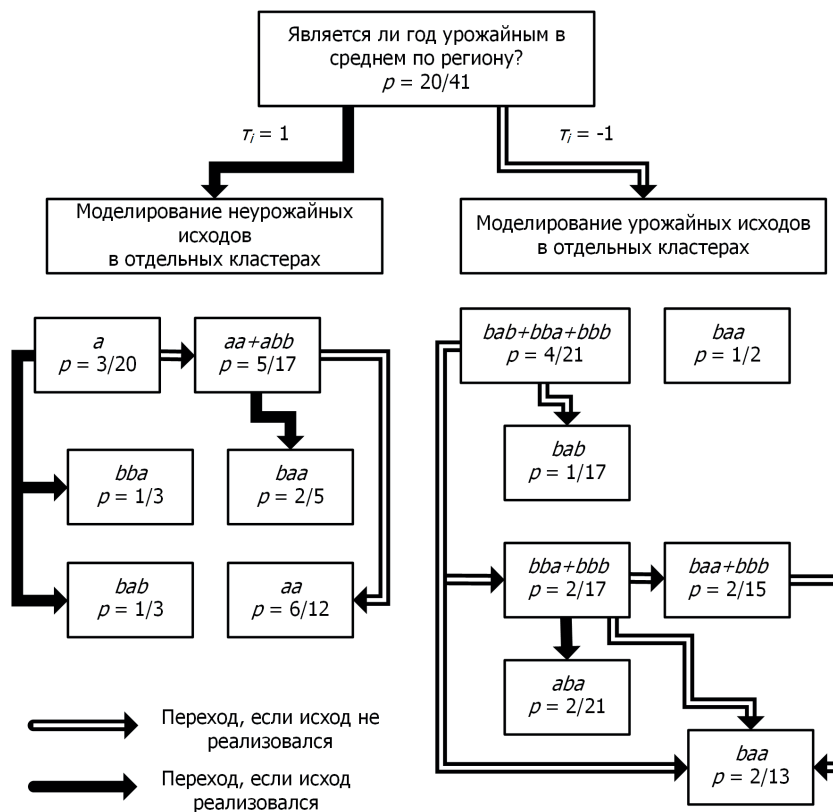 Является ли год урожайным в
среднем по региону?
p = 20/41
τi = 1
τi = -1
Моделирование неурожайных
исходов
в отдельных кластерах
Моделирование урожайных исходов
в отдельных кластерах
a
p = 3/20
aa+abb
p = 5/17
bab+bba+bbb
p = 4/21
baa
p = 1/2
bba
p = 1/3
baa
p = 2/5
bab
p = 1/17
bab
p = 1/3
aa
p = 6/12
bba+bbb
p = 2/17
baa+bbb
p = 2/15
aba
p = 2/21
baa
p = 2/13
Переход, если исход не
реализовался
Переход, если исход
реализовался